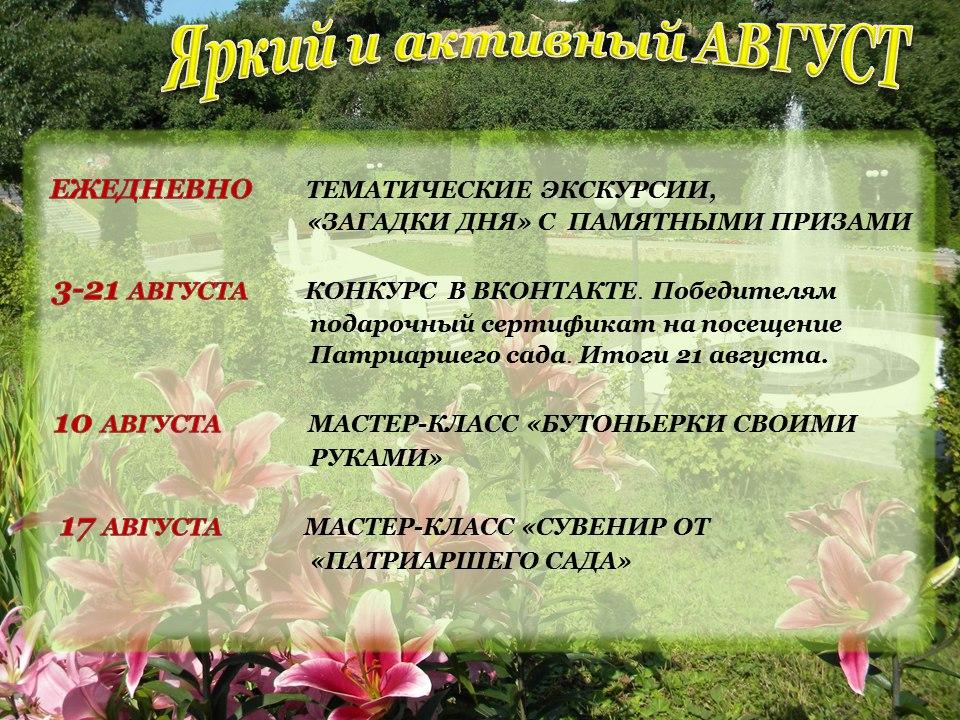 Яркий и активный АВГУСТ
ЕЖЕДНЕВНО ТЕМАТИЧЕСКИЕ ЭКСКУРСИИ,
«ЗАГАДКИ ДНЯ» С ПАМЯТНЫМИ ПРИЗАМИ
3-21 АВГУСТА КОНКУРС В ВКОНТАКТЕ. Победителям
подарочный сертификат на посещение
Патриаршего сада. Итоги 21 августа.
10 АВГУСТА МАСТЕР-КЛАСС «БУТОНЬЕРКИ СВОИМИ
РУКАМИ»
17 АВГУСТА МАСТЕР-КЛАСС «СУВЕНИР ОТ
«ПАТРИАРШЕГО САДА»